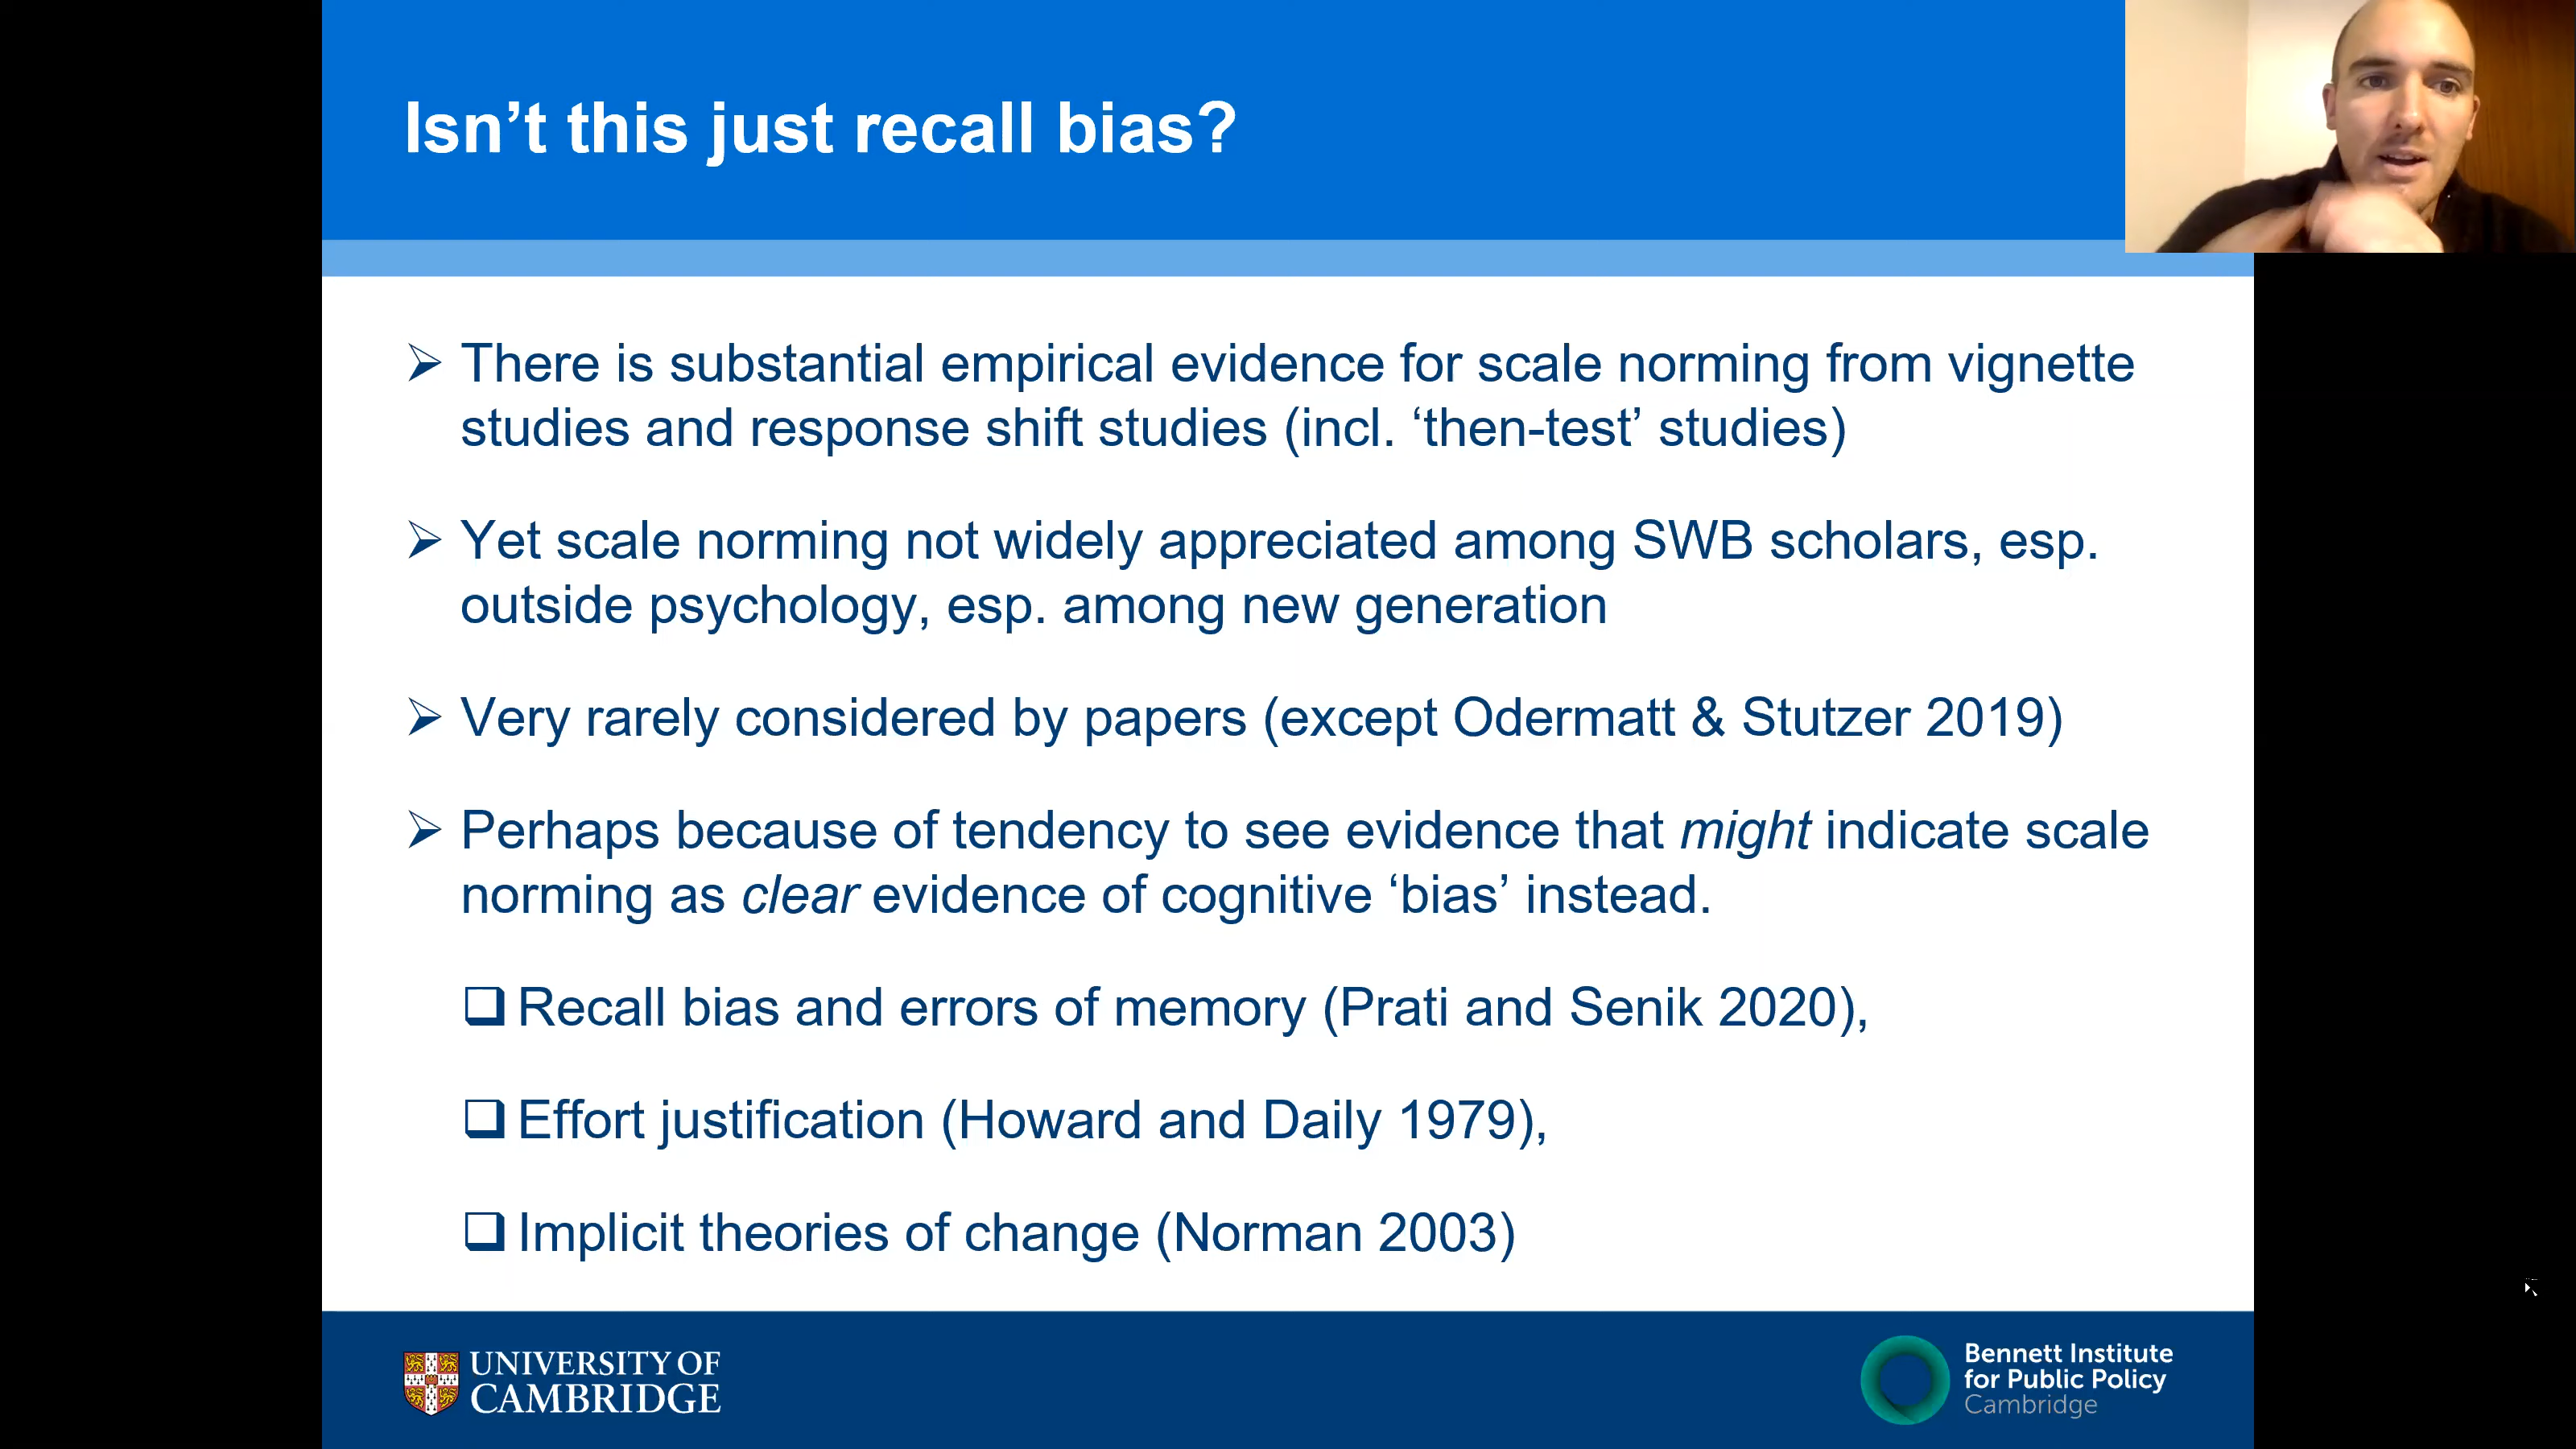 Isn’t this just recall bias?
➢ There is substantial empirical evidence for scale norming from vignette
studies and response shift studies (incl. ‘then-test’ studies)
➢ Yet scale norming not widely appreciated among SWB scholars, esp.
outside psychology, esp. among new generation
➢ Very rarely considered by papers (except Odermatt & Stutzer 2019)
➢ Perhaps because of tendency to see evidence that might indicate scale
norming as clear evidence of cognitive ‘bias’ instead.
❑ Recall bias and errors of memory (Prati and Senik 2020),
❑ Effort justification (Howard and Daily 1979),
❑ Implicit theories of change (Norman 2003)
UNIVERSITY OF
CAMBRIDGE
Bennett Institute
for Public Policy
Cambridge